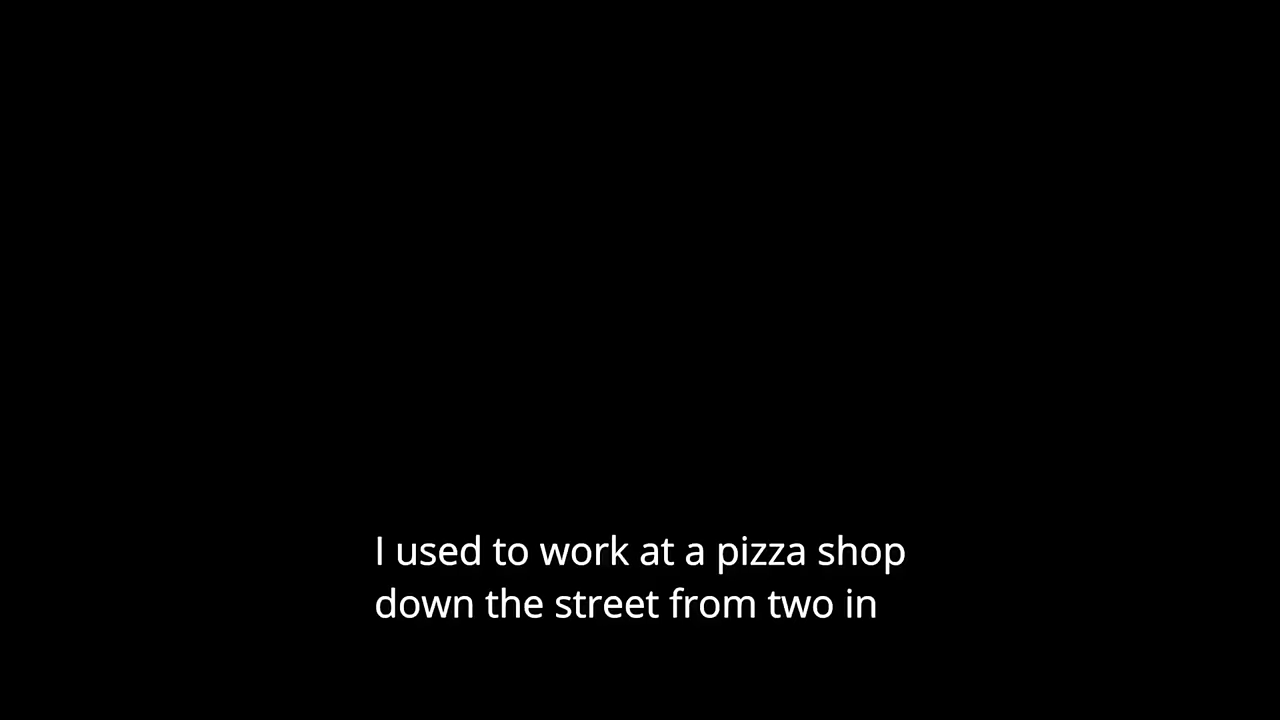 I used to work at a pizza shop
down the street from two in